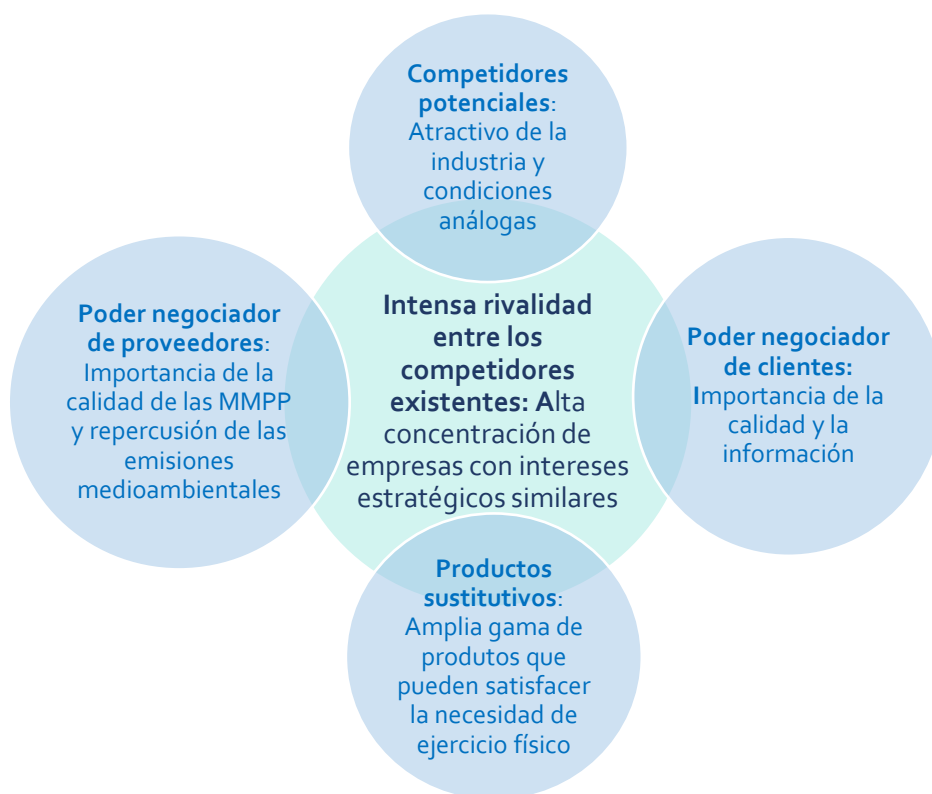 Competidores
potenciales:
Atractivo de la
industria y
condiciones
análogas
Poder negociador
de proveedores:
Importancia de la
calidad de las MMPP
y repercusión de las
emisiones
medioambientales
Intensa rivalidad
entre los
competidores
existentes: Alta
concentración de
empresas con intereses
estratégicos similares
Poder negociador
de clientes:
Importancia de la
calidad y la
información
Productos
sustitutivos:
Amplia gama de
produtos que
pueden satisfacer
la necesidad de
ejercicio físico